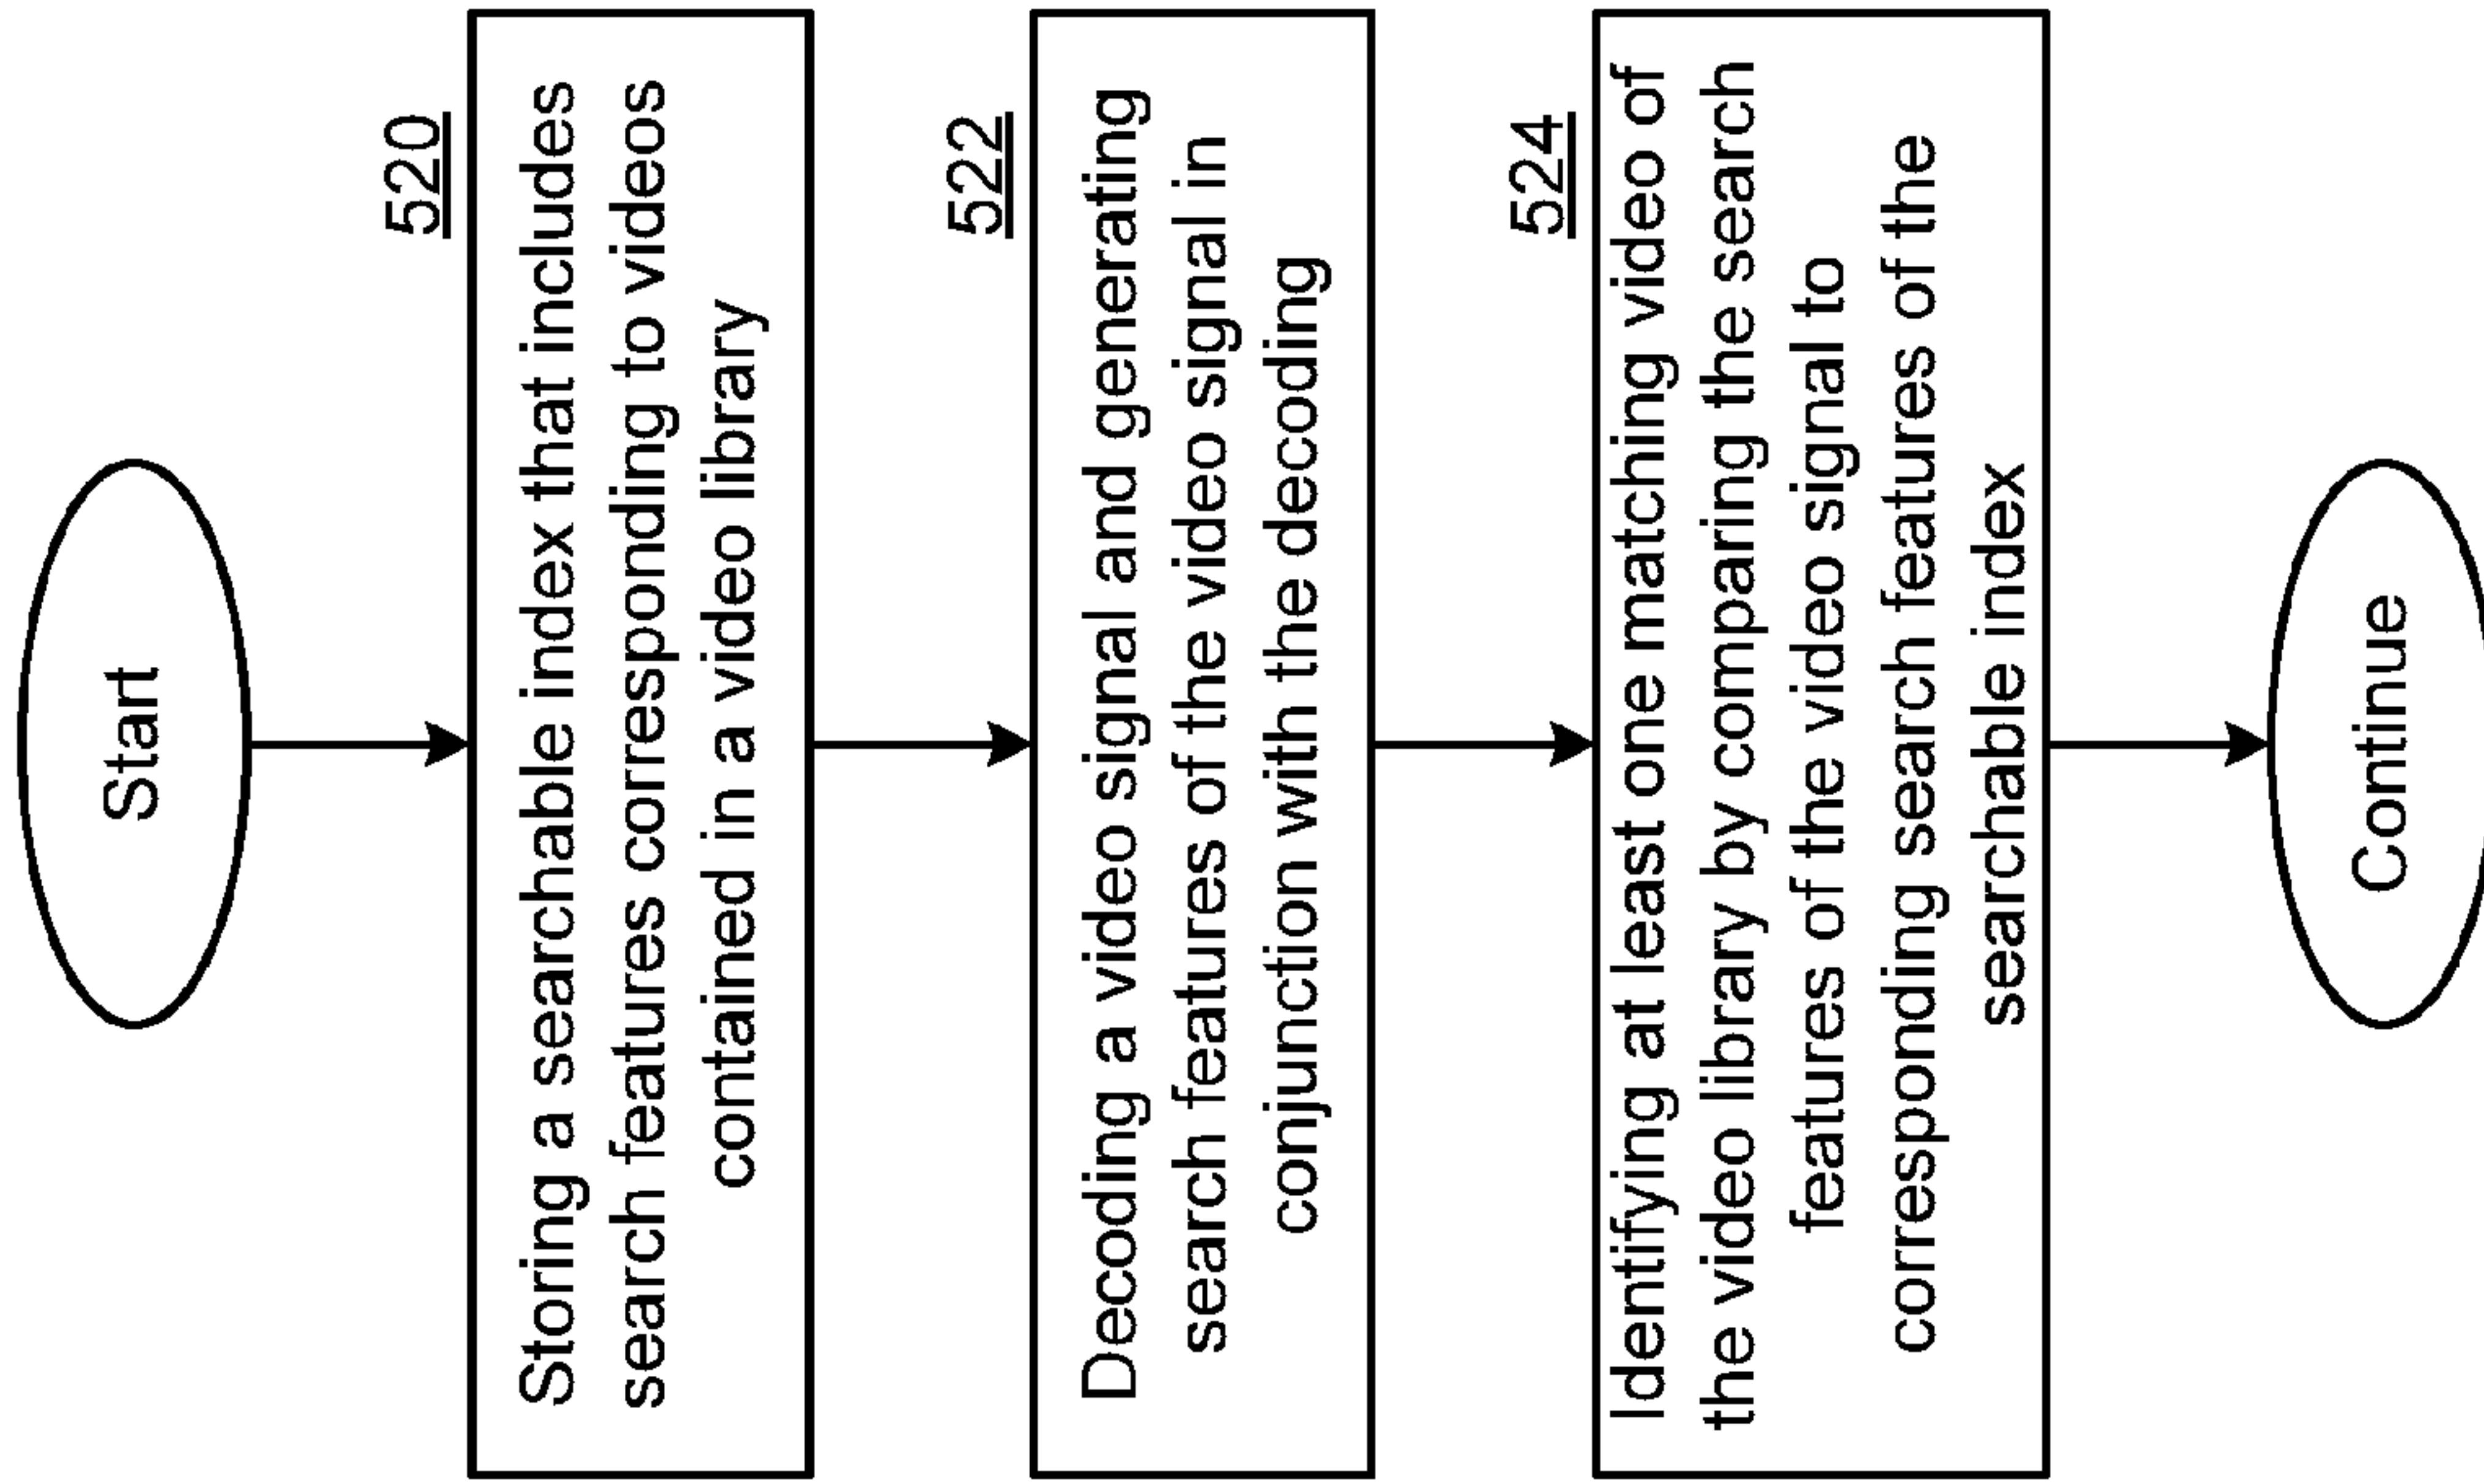 Start
520
Storing a searchable index that includes
search features corresponding to videos
contained in a video library
522
Decoding a video signal and generating
search features of the video signal in
conjunction with the decoding
524
Identifying at least one matching video of
the video library by comparing the search
features of the video signal to
corresponding search features of the
searchable index
Continue